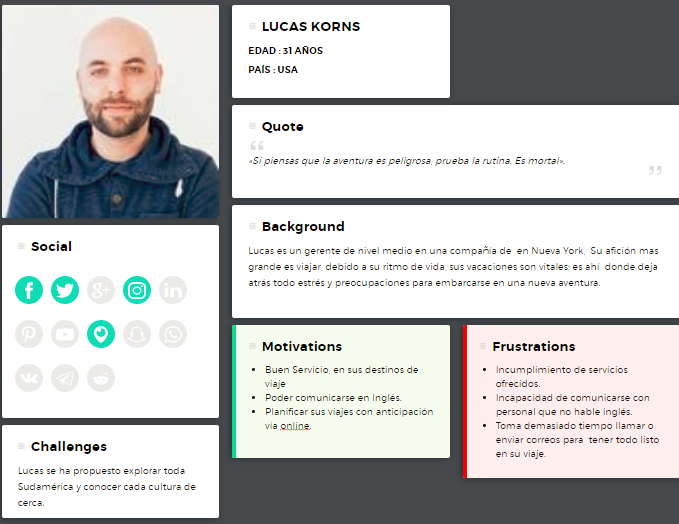 LUCAS KORNS
EDAD : 31 AÑOS
PAÍS : USA
Quote
«Si piensas que la aventura es peligrosa, prueba la rutina. Es mortal».
Social
Background
Lucas es un gerente de nivel medio en una compañía de en Nueva York, Su afición mas
grande es viajar, debido a su ritmo de vida, sus vacaciones son vitales; es ahí donde deja
atrás todo estrés y preocupaciones para embarcarse en una nueva aventura.
Motivations
Buen Servicio, en sus destinos de
viaje
Poder comunicarse en Inglés.
Planificar sus viajes con anticipación
vía online.
Frustrations
Incumplimiento de servicios
ofrecidos.
Incapacidad de comunicarse con
personal que no hable inglés.
Toma demasiado tiempo llamar o
enviar correos para tener todo listo
en su viaje.
Challenges
Lucas se ha propuesto explorar toda
Sudamérica y conocer cada cultura de
cerca.